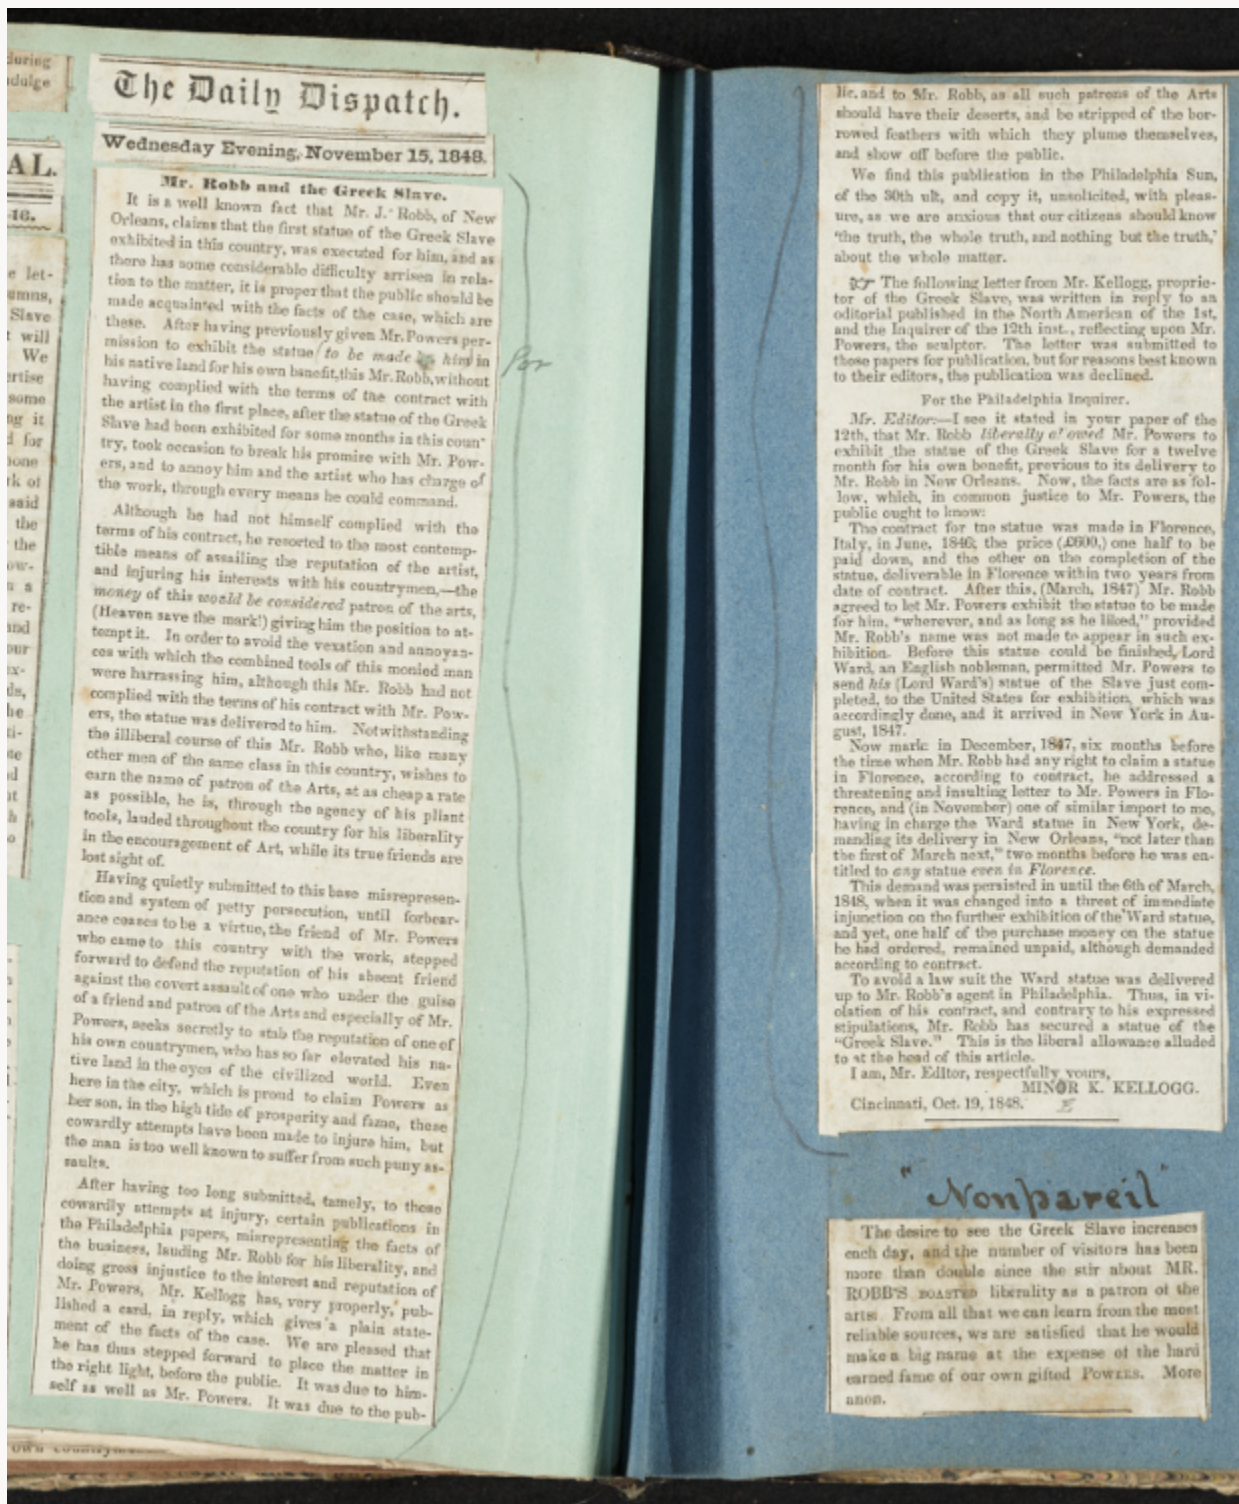 during
ndulge
AL.
46.
e let-
umns,
Slave
t will
We
ertise
some
ng it
d for
none
rk of
said
the
the
ow-
n a
re-
and
our
ex-
ds,
he
ti-
The Daily Dispatch.
Wednesday Evening, November 15, 1848.
Mr. Robb and the Greek Slave.
It is a well known fact that Mr. J. Robb, of New
Orleans, claims that the first statue of the Greek Slave
exhibited in this country, was executed for him, and as
there has some considerable difficulty arrisen in rela-
tion to the matter, it is proper that the public should be
made acquainted with the facts of the case, which are
these. After having previously given Mr. Powers per-
mission to exhibit the statue (to be made him in
his native land for his own benefit, this Mr. Robb, without
having complied with the terms of the contract with
the artist in the first place, after the statue of the Greek
Slave had been exhibited for some months in this coun-
try, took occasion to break his promise with Mr. Pow-
ers, and to annoy him and the artist who has charge of
the work, through every means he could command.
Although he had not himself complied with the
terms of his contract, he resorted to the most contemp-
tible means of assailing the reputation of the artist,
and injuring his interests with his countrymen,—the
money of this would be considered patron of the arts,
(Heaven save the mark!) giving him the position to at-
tempt it. In order to avoid the vexation and annoyan-
ces with which the combined tools of this monied man
were harrassing him, although this Mr. Robb had not
complied with the terms of his contract with Mr. Pow-
ers, the statue was delivered to him. Notwithstanding
the illiberal course of this Mr. Robb who, like many
other men of the same class in this country, wishes to
earn the name of patron of the Arts, at as cheap a rate
as possible, he is, through the agency of his pliant
tools, lauded throughout the country for his liberality
in the encouragement of Art, while its true friends are
lost sight of.
Having quietly submitted to this base misrepresen-
tion and system of petty persecution, until forbear-
ance ceases to be a virtue, the friend of Mr. Powers
who came to this country with the work, stepped
forward to defend the reputation of his absent friend
against the covert assault of one who under the guise
of a friend and patron of the Arts and especially of Mr.
Powers, seeks secretly to stab the reputation of one of
his own countrymen, who has so far elevated his na-
tive land in the eyes of the civilized world. Even
here in the city, which is proud to claim Powers as
her son, in the high tide of prosperity and fame, these
cowardly attempts have been made to injure him, but
the man is too well known to suffer from such puny as-
saults.
After having too long submitted, tamely, to these
cowardly attempts at injury, certain publications in
the Philadelphia papers, misrepresenting the facts of
the business, lauding Mr. Robb for his liberality, and
doing gross injustice to the interest and reputation of
Mr. Powers, Mr. Kellogg has, very properly, pub-
lished a card, in reply, which gives a plain state-
ment of the facts of the case. We are pleased that
he has thus stepped forward to place the matter in
the right light, before the public. It was due to him-
self as well as Mr. Powers. It was due to the pub-
For
own countrym
lic, and to Mr. Robb, as all such patrons of the Arts
should have their deserts, and be stripped of the bor-
rowed feathers with which they plume themselves,
and show off before the public.
We find this publication in the Philadelphia Sun,
of the 30th ult, and copy it, unsolicited, with pleas-
ure, as we are anxious that our citizens should know
'the truth, the whole truth, and nothing but the truth,'
about the whole matter.
☞ The following letter from Mr. Kellogg, proprie-
tor of the Greek Slave, was written in reply to an
editorial published in the North American of the 1st,
and the Inquirer of the 12th inst., reflecting upon Mr.
Powers, the sculptor. The letter was submitted to
those papers for publication, but for reasons best known
to their editors, the publication was declined.
For the Philadelphia Inquirer.
Mr. Editor:—I see it stated in your paper of the
12th, that Mr. Robb liberally a'owed Mr. Powers to
exhibit the statue of the Greek Slave for a twelve
month for his own benefit, previous to its delivery to
Mr. Robb in New Orleans. Now, the facts are as fol-
low, which, in common justice to Mr. Powers, the
public ought to know:
The contract for tne statue was made in Florence,
Italy, in June, 1846; the price (£600,) one half to be
paid down, and the other on the completion of the
statue, deliverable in Florence within two years from
date of contract. After this, (March, 1847) Mr. Robb
agreed to let Mr. Powers exhibit the statue to be made
for him, "wherever, and as long as he liked," provided
Mr. Robb's name was not made to appear in such ex-
hibition. Before this statue could be finished, Lord
Ward, an English nobleman, permitted Mr. Powers to
send his (Lord Ward's) statue of the Slave just com-
pleted, to the United States for exhibition, which was
accordingly done, and it arrived in New York in Au-
gust, 1847.
Now mark: in December, 1847, six months before
the time when Mr. Robb had any right to claim a statue
in Florence, according to contract, he addressed a
threatening and insulting letter to Mr. Powers in Flo-
rence, and (in November) one of similar import to me,
having in charge the Ward statue in New York, de-
manding its delivery in New Orleans, "not later than
the first of March next," two months before he was en-
titled to any statue even in Florence.
This demand was persisted in until the 6th of March,
1848, when it was changed into a threat of immediate
injunction on the further exhibition of the Ward statue,
and yet, one half of the purchase money on the statue
he had ordered, remained unpaid, although demanded
according to contract.
To avoid a law suit the Ward statue was delivered
up to Mr. Robb's agent in Philadelphia. Thus, in vi-
olation of his contract, and contrary to his expressed
stipulations, Mr. Robb has secured a statue of the
"Greek Slave." This is the liberal allowance alluded
to at the head of this article.
I am, Mr. Editor, respectfully yours,
MINOR K. KELLOGG.
Cincinnati, Oct. 19, 1848.
"Nonpareil"
The desire to see the Greek Slave increases
each day, and the number of visitors has been
more than double since the stir about MR.
ROBB'S BOASTED liberality as a patron of the
arts. From all that we can learn from the most
reliable sources, we are satisfied that he would
make a big name at the expense of the hard
earned fame of our own gifted POWERS. More
anon.